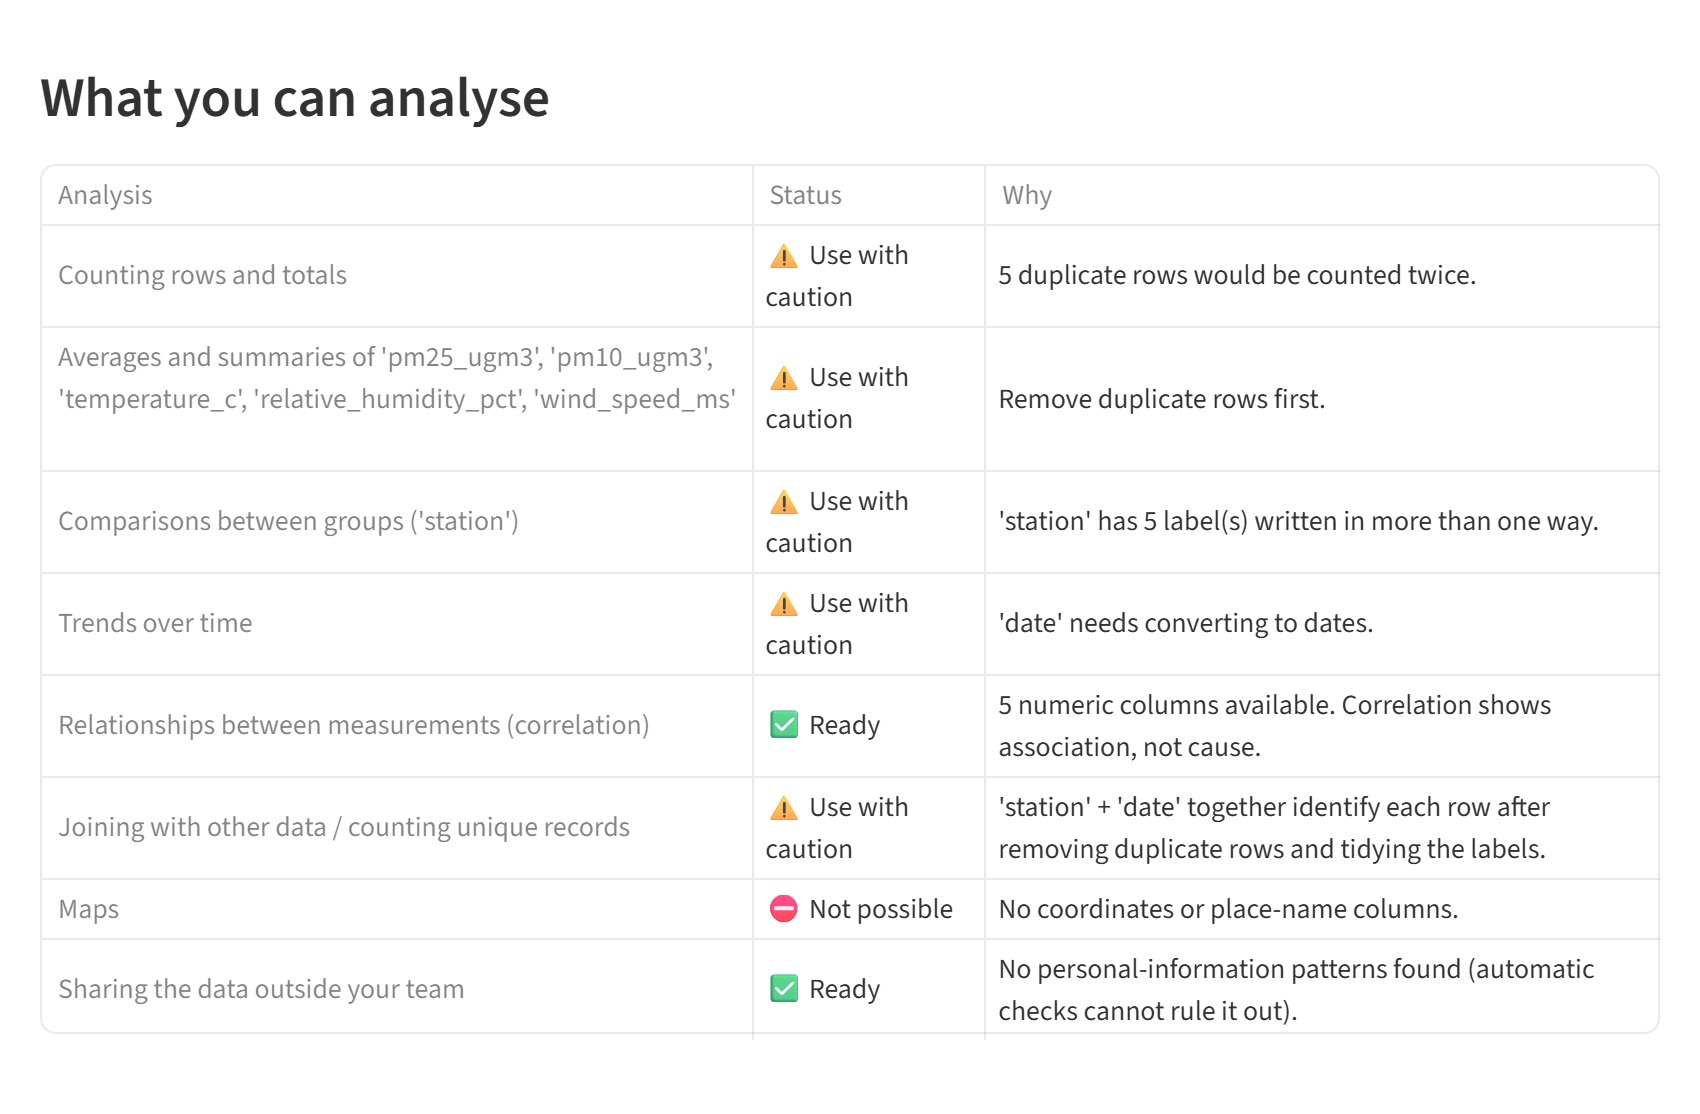 What you can analyse
Analysis Status Why
Counting rows and totals
⚠️ Use with
caution
5 duplicate rows would be counted twice.
Averages and summaries of 'pm25_ugm3', 'pm10_ugm3',
'temperature_c', 'relative_humidity_pct', 'wind_speed_ms'
⚠️ Use with
caution
Remove duplicate rows first.
Comparisons between groups ('station')
⚠️ Use with
caution
'station' has 5 label(s) written in more than one way.
Trends over time
⚠️ Use with
caution
'date' needs converting to dates.
Relationships between measurements (correlation)
✅ Ready
5 numeric columns available. Correlation shows
association, not cause.
Joining with other data / counting unique records
⚠️ Use with
caution
'station' + 'date' together identify each row after
removing duplicate rows and tidying the labels.
Maps
⛔ Not possible
No coordinates or place-name columns.
Sharing the data outside your team
✅ Ready
No personal-information patterns found (automatic
checks cannot rule it out).